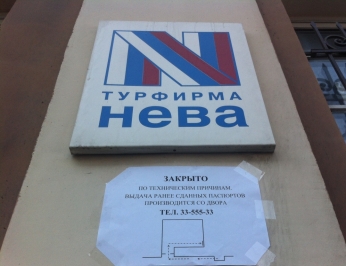 ТУРФИРМА
нева
ЗАКРЫТО
ПО ТЕХНИЧЕСКИМ ПРИЧИНАМ.
ВЫДАЧА РАНЕЕ СДАННЫХ ПАСПОРТОВ
ПРОИЗВОДИТСЯ СО ДВОРА
ТЕЛ. 33-555-33